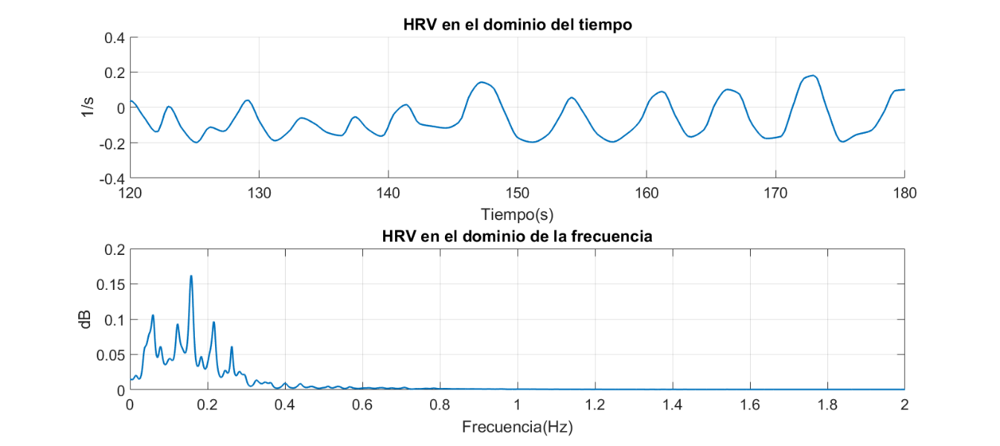 HRV en el dominio del tiempo
0.4
0.2
0
-0.2
-0.4
1/s
120 130 140 150 160 170 180
Tiempo(s)
HRV en el dominio de la frecuencia
0.2
0.15
0.1
0.05
0
dB
0 0.2 0.4 0.6 0.8 1 1.2 1.4 1.6 1.8 2
Frecuencia(Hz)